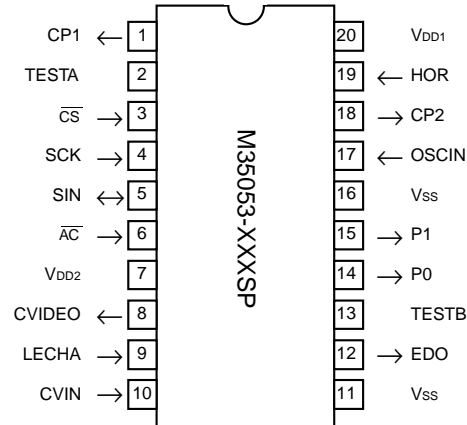 CP1 ← 1
TESTA 2
C̅S̅ → 3
SCK → 4
SIN ↔ 5
A̅C̅ → 6
VDD2 7
CVIDEO ← 8
LECHA → 9
CVIN → 10
M35053-XXXSP
20 VDD1
19 ← HOR
18 → CP2
17 ← OSCIN
16 VSS
15 → P1
14 → P0
13 TESTB
12 → EDO
11 VSS